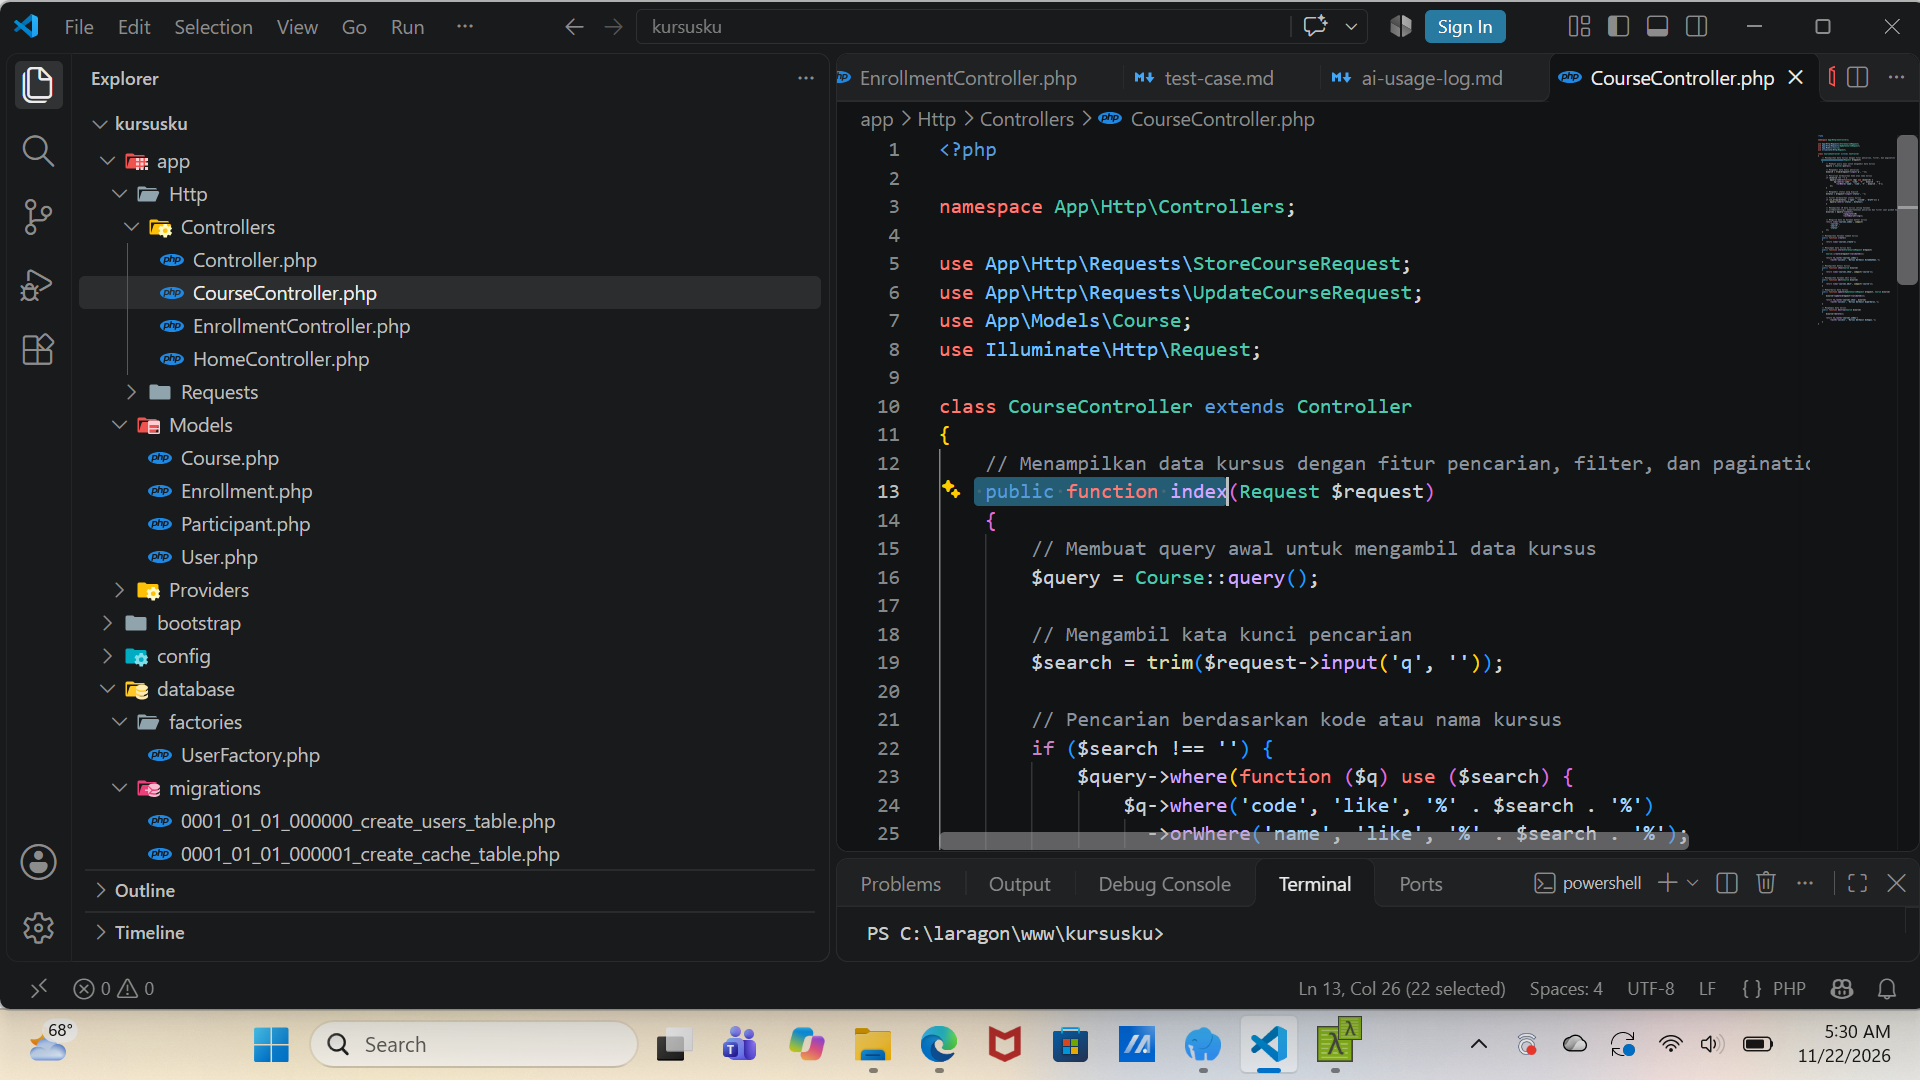 File Edit Selection View Go Run ···
kursusku
Sign In
Explorer
kursusku
app
Http
Controllers
Controller.php
CourseController.php
EnrollmentController.php
HomeController.php
Requests
Models
Course.php
Enrollment.php
Participant.php
User.php
Providers
bootstrap
config
database
factories
UserFactory.php
migrations
0001_01_01_000000_create_users_table.php
0001_01_01_000001_create_cache_table.php
Outline
Timeline
EnrollmentController.php test-case.md ai-usage-log.md CourseController.php
app > Http > Controllers > CourseController.php
1 <?php
2
3 namespace App\Http\Controllers;
4
5 use App\Http\Requests\StoreCourseRequest;
6 use App\Http\Requests\UpdateCourseRequest;
7 use App\Models\Course;
8 use Illuminate\Http\Request;
9
10 class CourseController extends Controller
11 {
12 // Menampilkan data kursus dengan fitur pencarian, filter, dan paginatic
13 public function index(Request $request)
14 {
15 // Membuat query awal untuk mengambil data kursus
16 $query = Course::query();
17
18 // Mengambil kata kunci pencarian
19 $search = trim($request->input('q', ''));
20
21 // Pencarian berdasarkan kode atau nama kursus
22 if ($search !== '') {
23 $query->where(function ($q) use ($search) {
24 $q->where('code', 'like', '%' . $search . '%')
25 ->orWhere('name', 'like', '%' . $search . '%');
Problems Output Debug Console Terminal Ports
powershell
PS C:\laragon\www\kursusku>
0 0
Ln 13, Col 26 (22 selected) Spaces: 4 UTF-8 LF { } PHP
68°
Search
5:30 AM
11/22/2026